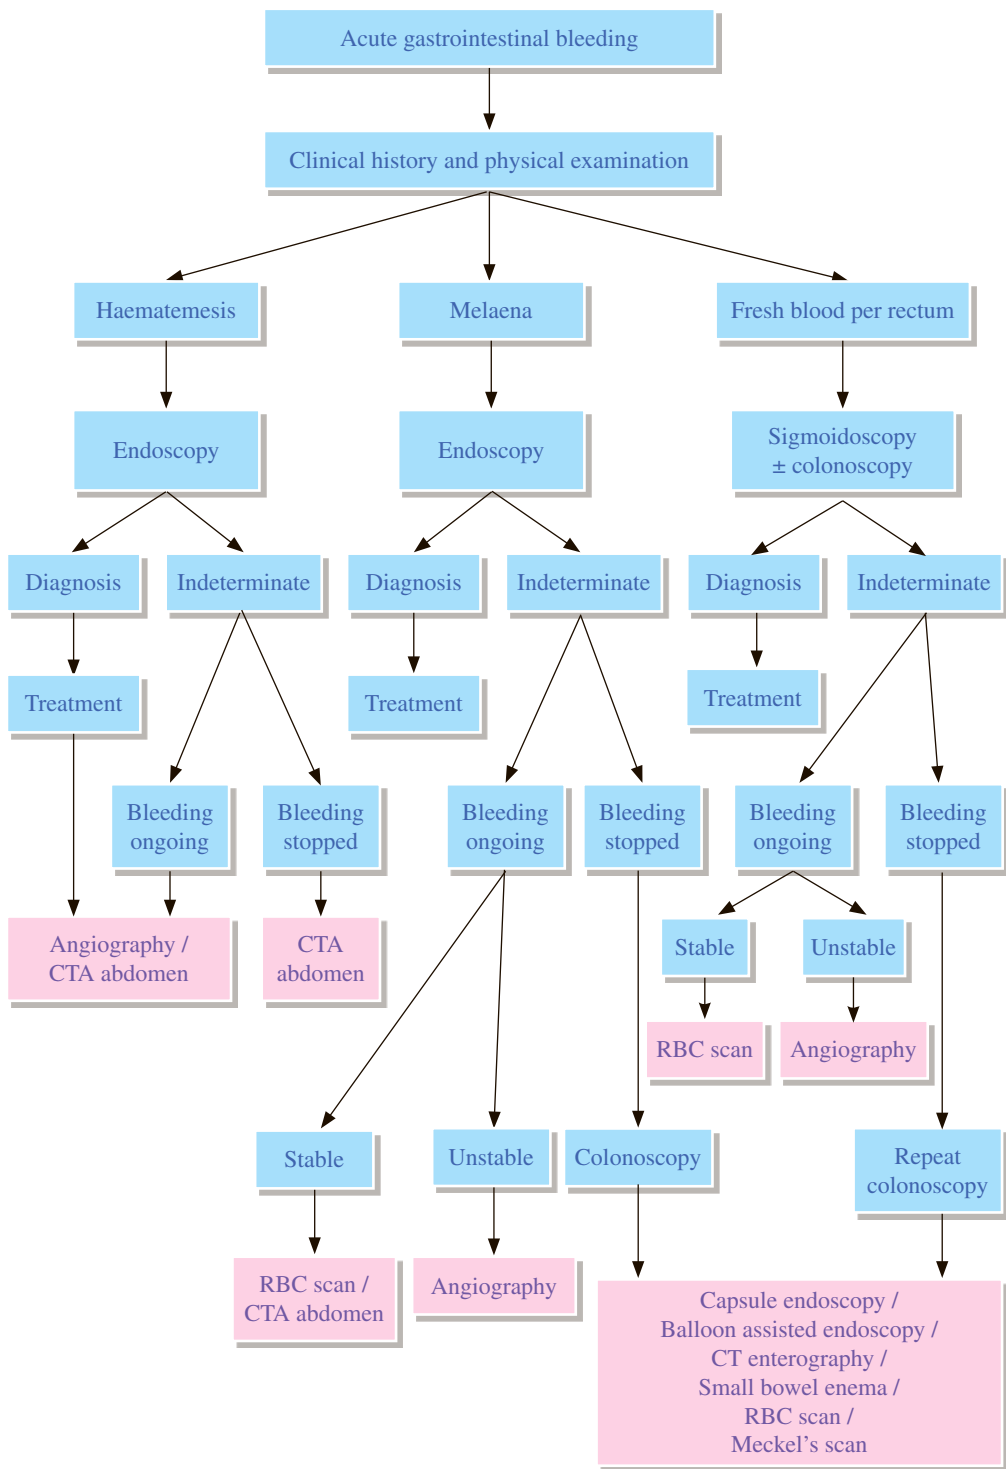 Acute gastrointestinal bleeding
Clinical history and physical examination
Haematemesis
Melaena
Fresh blood per rectum
Endoscopy
Endoscopy
Sigmoidoscopy
± colonoscopy
Diagnosis
Indeterminate
Diagnosis
Indeterminate
Diagnosis
Indeterminate
Treatment
Treatment
Treatment
Bleeding
ongoing
Bleeding
stopped
Bleeding
ongoing
Bleeding
stopped
Bleeding
ongoing
Bleeding
stopped
Angiography /
CTA abdomen
CTA
abdomen
Stable
Unstable
RBC scan
Angiography
Stable
Unstable
Colonoscopy
Repeat
colonoscopy
RBC scan /
CTA abdomen
Angiography
Capsule endoscopy /
Balloon assisted endoscopy /
CT enterography /
Small bowel enema /
RBC scan /
Meckel's scan